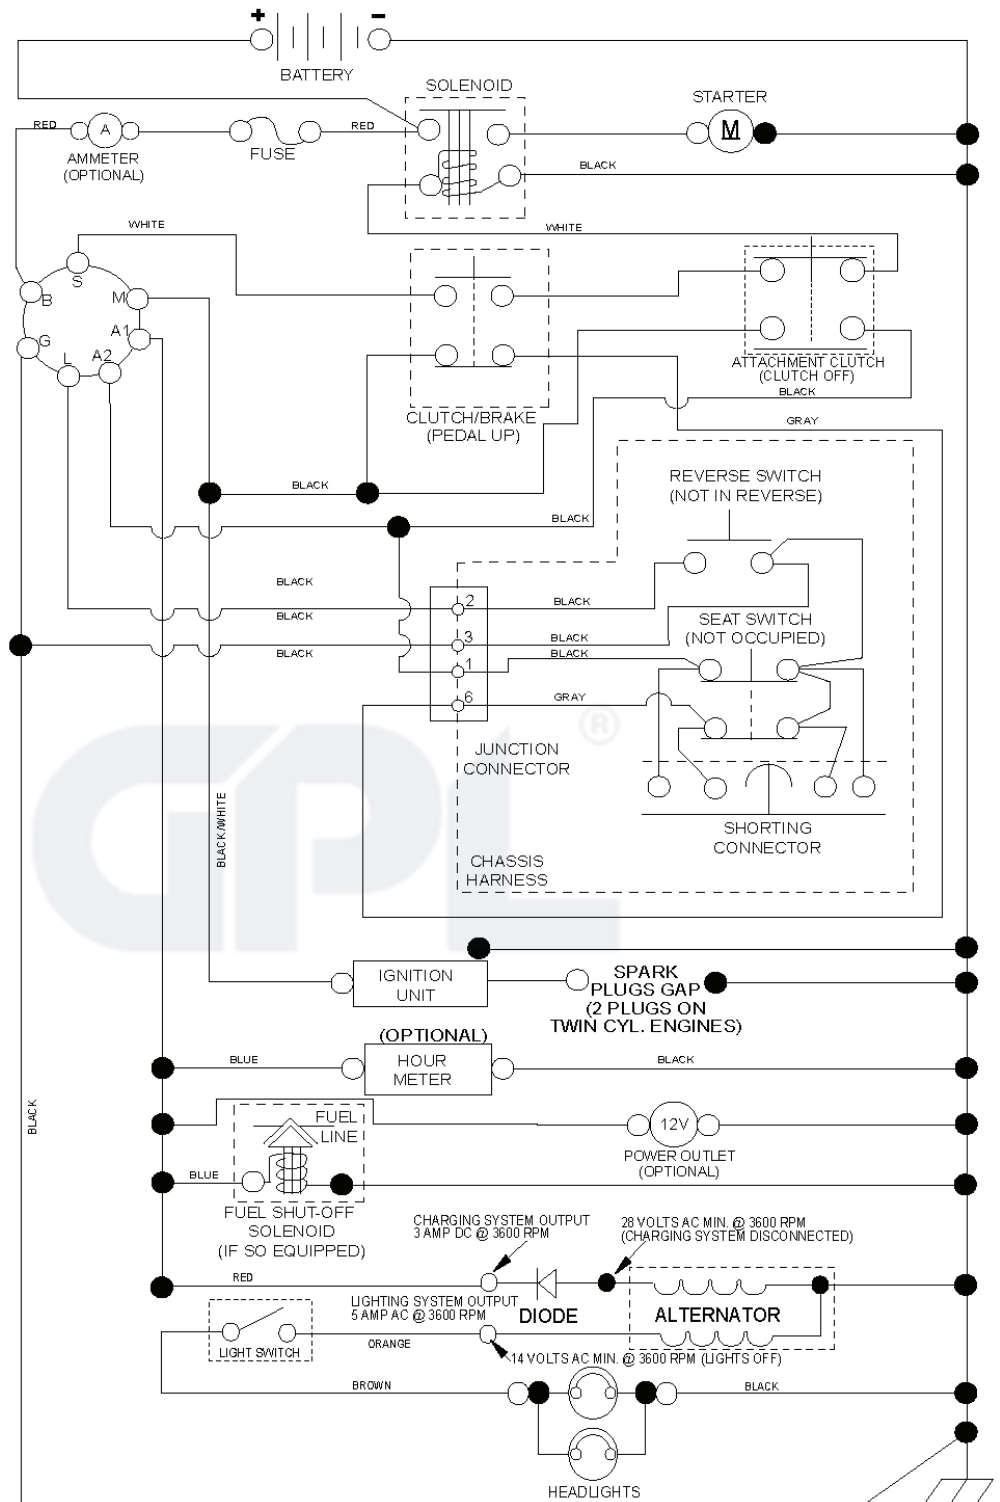 + -
BATTERY
SOLENOID
STARTER
RED
A
RED
M
FUSE
AMMETER
(OPTIONAL)
BLACK
WHITE
WHITE
S
B
M
G
A1
L
A2
ATTACHMENT CLUTCH
(CLUTCH OFF)
BLACK
CLUTCH/BRAKE
(PEDAL UP)
GRAY
REVERSE SWITCH
(NOT IN REVERSE)
BLACK
BLACK
BLACK
2
BLACK
BLACK
SEAT SWITCH
(NOT OCCUPIED)
3
BLACK
BLACK
BLACK
1
6
GRAY
®
JUNCTION
CONNECTOR
GPL
BLACK/WHITE
SHORTING
CONNECTOR
CHASSIS
HARNESS
IGNITION
UNIT
SPARK
PLUGS GAP
(2 PLUGS ON
TWIN CYL. ENGINES)
(OPTIONAL)
BLUE
HOUR
METER
BLACK
BLACK
FUEL
LINE
12V
POWER OUTLET
(OPTIONAL)
BLUE
FUEL SHUT-OFF
SOLENOID
(IF SO EQUIPPED)
CHARGING SYSTEM OUTPUT
3 AMP DC @ 3600 RPM
28 VOLTS AC MIN. @ 3600 RPM
(CHARGING SYSTEM DISCONNECTED)
RED
LIGHTING SYSTEM OUTPUT
5 AMP AC @ 3600 RPM
DIODE
ALTERNATOR
LIGHT SWITCH
ORANGE
14 VOLTS AC MIN. @ 3600 RPM (LIGHTS OFF)
BROWN
BLACK
HEADLIGHTS